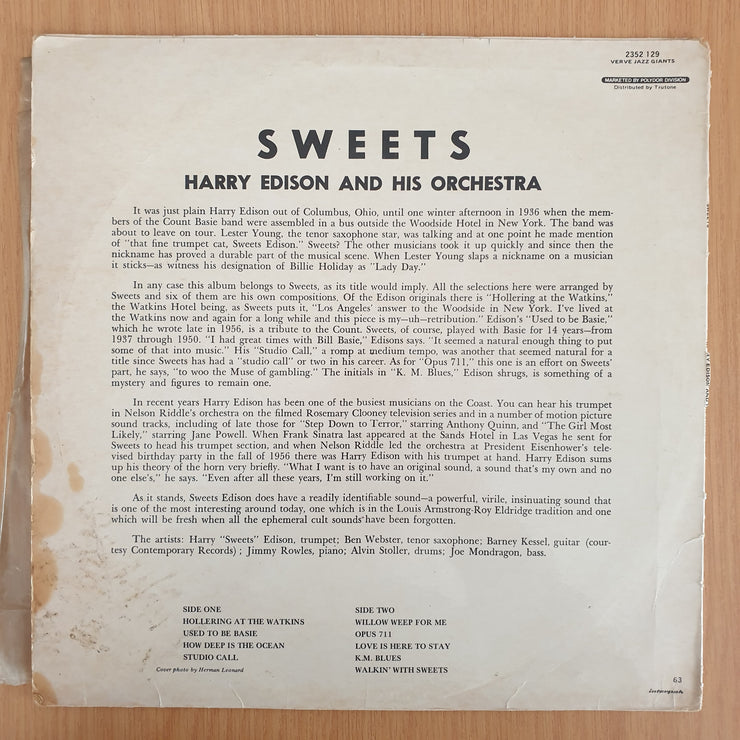 2352 129
VERVE JAZZ GIANTS
MARKETED BY POLYDOR DIVISION
Distributed by Trutone
SWEETS
HARRY EDISON AND HIS ORCHESTRA
It was just plain Harry Edison out of Columbus, Ohio, until one winter afternoon in 1936 when the mem-
bers of the Count Basie band were assembled in a bus outside the Woodside Hotel in New York. The band was
about to leave on tour. Lester Young, the tenor saxophone star, was talking and at one point he made mention
of "that fine trumpet cat, Sweets Edison." Sweets? The other musicians took it up quickly and since then the
nickname has proved a durable part of the musical scene. When Lester Young slaps a nickname on a musician
it sticks—as witness his designation of Billie Holiday as "Lady Day."
In any case this album belongs to Sweets, as its title would imply. All the selections here were arranged by
Sweets and six of them are his own compositions. Of the Edison originals there is "Hollering at the Watkins,"
the Watkins Hotel being, as Sweets puts it, "Los Angeles' answer to the Woodside in New York. I've lived at
the Watkins now and again for a long while and this piece is my—uh—retribution." Edison's "Used to be Basie,"
which he wrote late in 1956, is a tribute to the Count. Sweets, of course, played with Basie for 14 years—from
1937 through 1950. "I had great times with Bill Basie," Edisons says. "It seemed a natural enough thing to put
some of that into music." His "Studio Call," a romp at medium tempo, was another that seemed natural for a
title since Sweets has had a "studio call" or two in his career. As for "Opus 711," this one is an effort on Sweets'
part, he says, "to woo the Muse of gambling." The initials in "K. M. Blues," Edison shrugs, is something of a
mystery and figures to remain one.
In recent years Harry Edison has been one of the busiest musicians on the Coast. You can hear his trumpet
in Nelson Riddle's orchestra on the filmed Rosemary Clooney television series and in a number of motion picture
sound tracks, including of late those for "Step Down to Terror," starring Anthony Quinn, and "The Girl Most
Likely," starring Jane Powell. When Frank Sinatra last appeared at the Sands Hotel in Las Vegas he sent for
Sweets to head his trumpet section, and when Nelson Riddle led the orchestra at President Eisenhower's tele-
vised birthday party in the fall of 1956 there was Harry Edison with his trumpet at hand. Harry Edison sums
up his theory of the horn very briefly. "What I want is to have an original sound, a sound that's my own and no
one else's," he says. "Even after all these years, I'm still working on it."
As it stands, Sweets Edison does have a readily identifiable sound—a powerful, virile, insinuating sound that
is one of the most interesting around today, one which is in the Louis Armstrong-Roy Eldridge tradition and one
which will be fresh when all the ephemeral cult sounds have been forgotten.
The artists: Harry "Sweets" Edison, trumpet; Ben Webster, tenor saxophone; Barney Kessel, guitar (cour-
tesy Contemporary Records) ; Jimmy Rowles, piano; Alvin Stoller, drums; Joe Mondragon, bass.
SIDE ONE
HOLLERING AT THE WATKINS
USED TO BE BASIE
HOW DEEP IS THE OCEAN
STUDIO CALL
Cover photo by Herman Leonard
SIDE TWO
WILLOW WEEP FOR ME
OPUS 711
LOVE IS HERE TO STAY
K.M. BLUES
WALKIN' WITH SWEETS
63